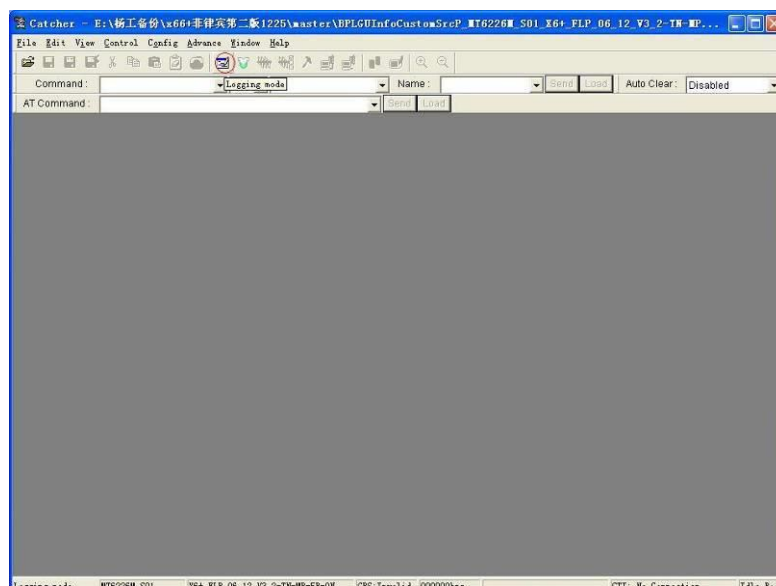 Catcher - E:\杨工备份\x66+菲律宾第二版1225\master\BPLGUInfoCustomSrcP_MT6226M_S01_X6+_FLP_06_12_V3_2-TN-MP...
File Edit View Control Config Advance Window Help
Command : Logging mode Name : Send Load Auto Clear : Disabled
AT Command : Send Load
Logging mode MT6226M_S01 CTI: No Connection